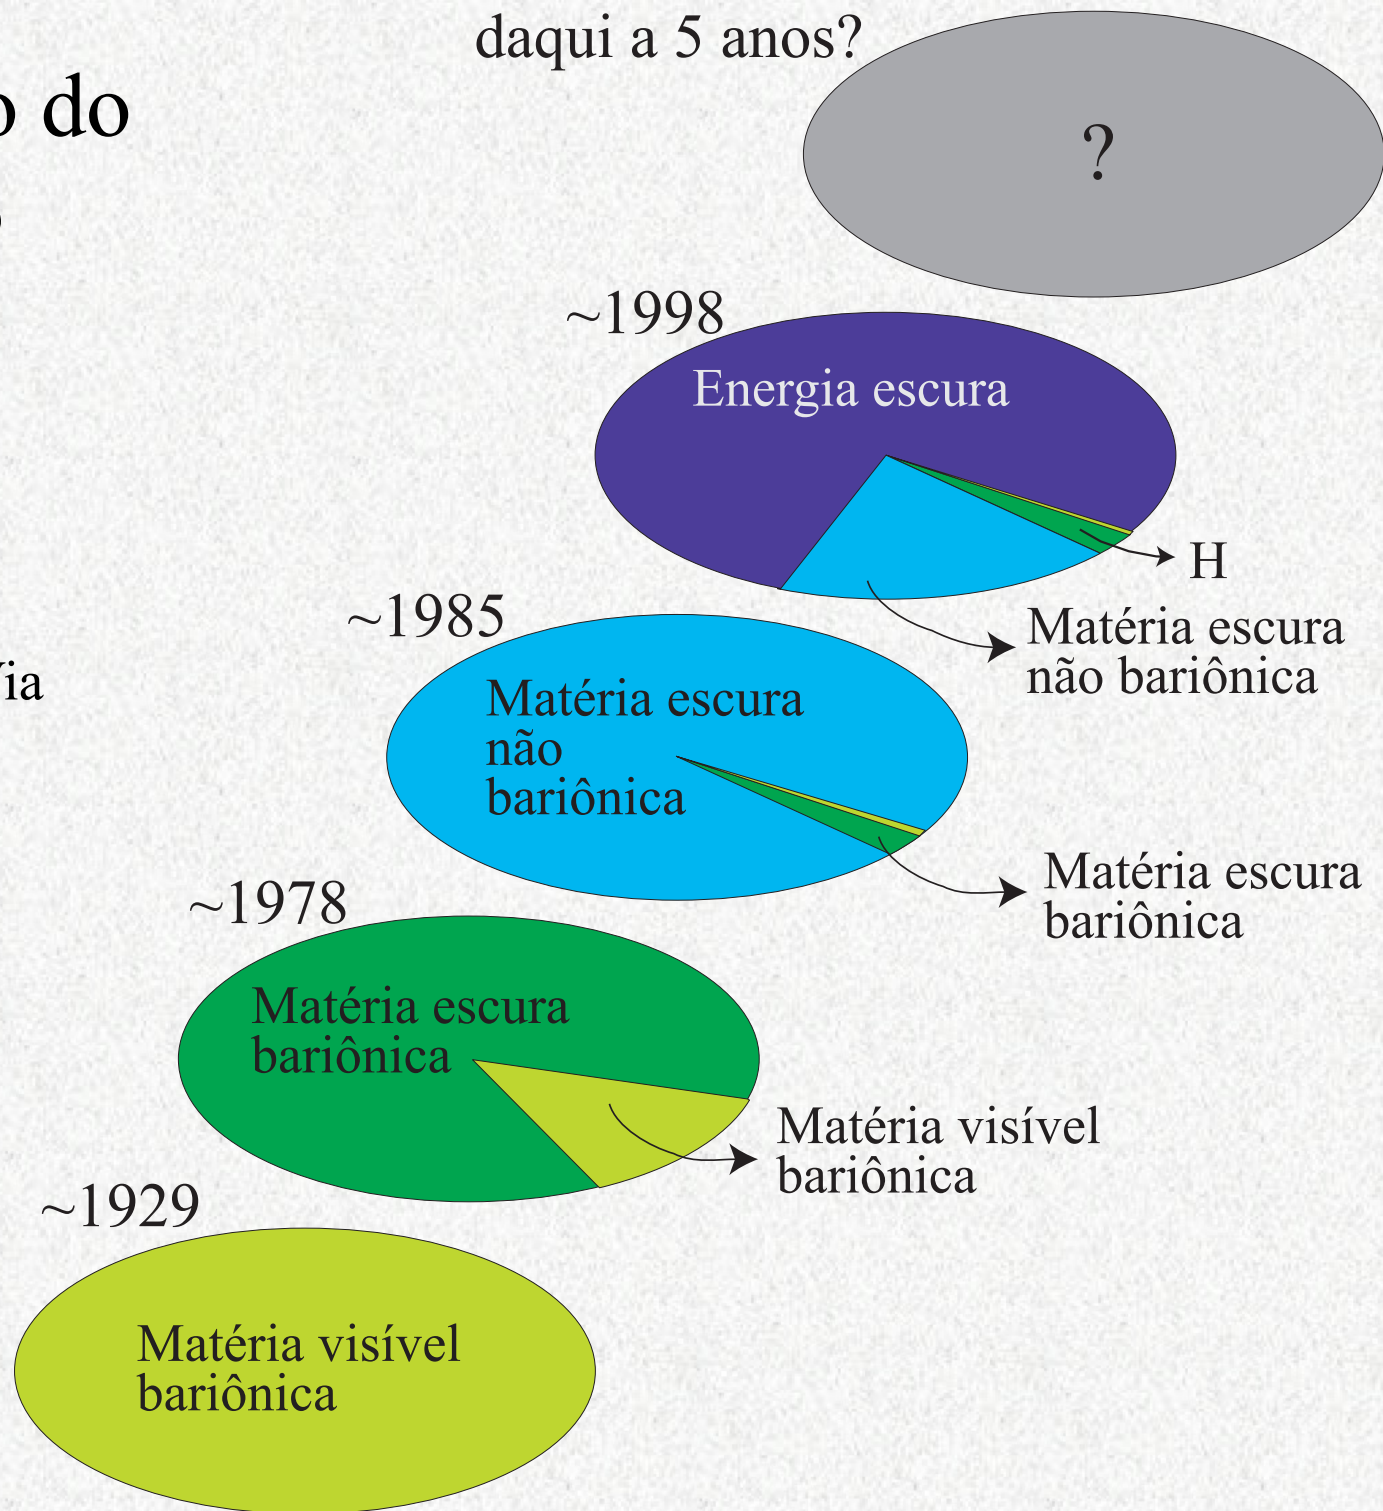 daqui a 5 anos?
o do
?
~1998
Energia escura
H
Matéria escura
não bariônica
~1985
Via
Matéria escura
não
bariônica
Matéria escura
bariônica
~1978
Matéria escura
bariônica
Matéria visível
bariônica
~1929
Matéria visível
bariônica